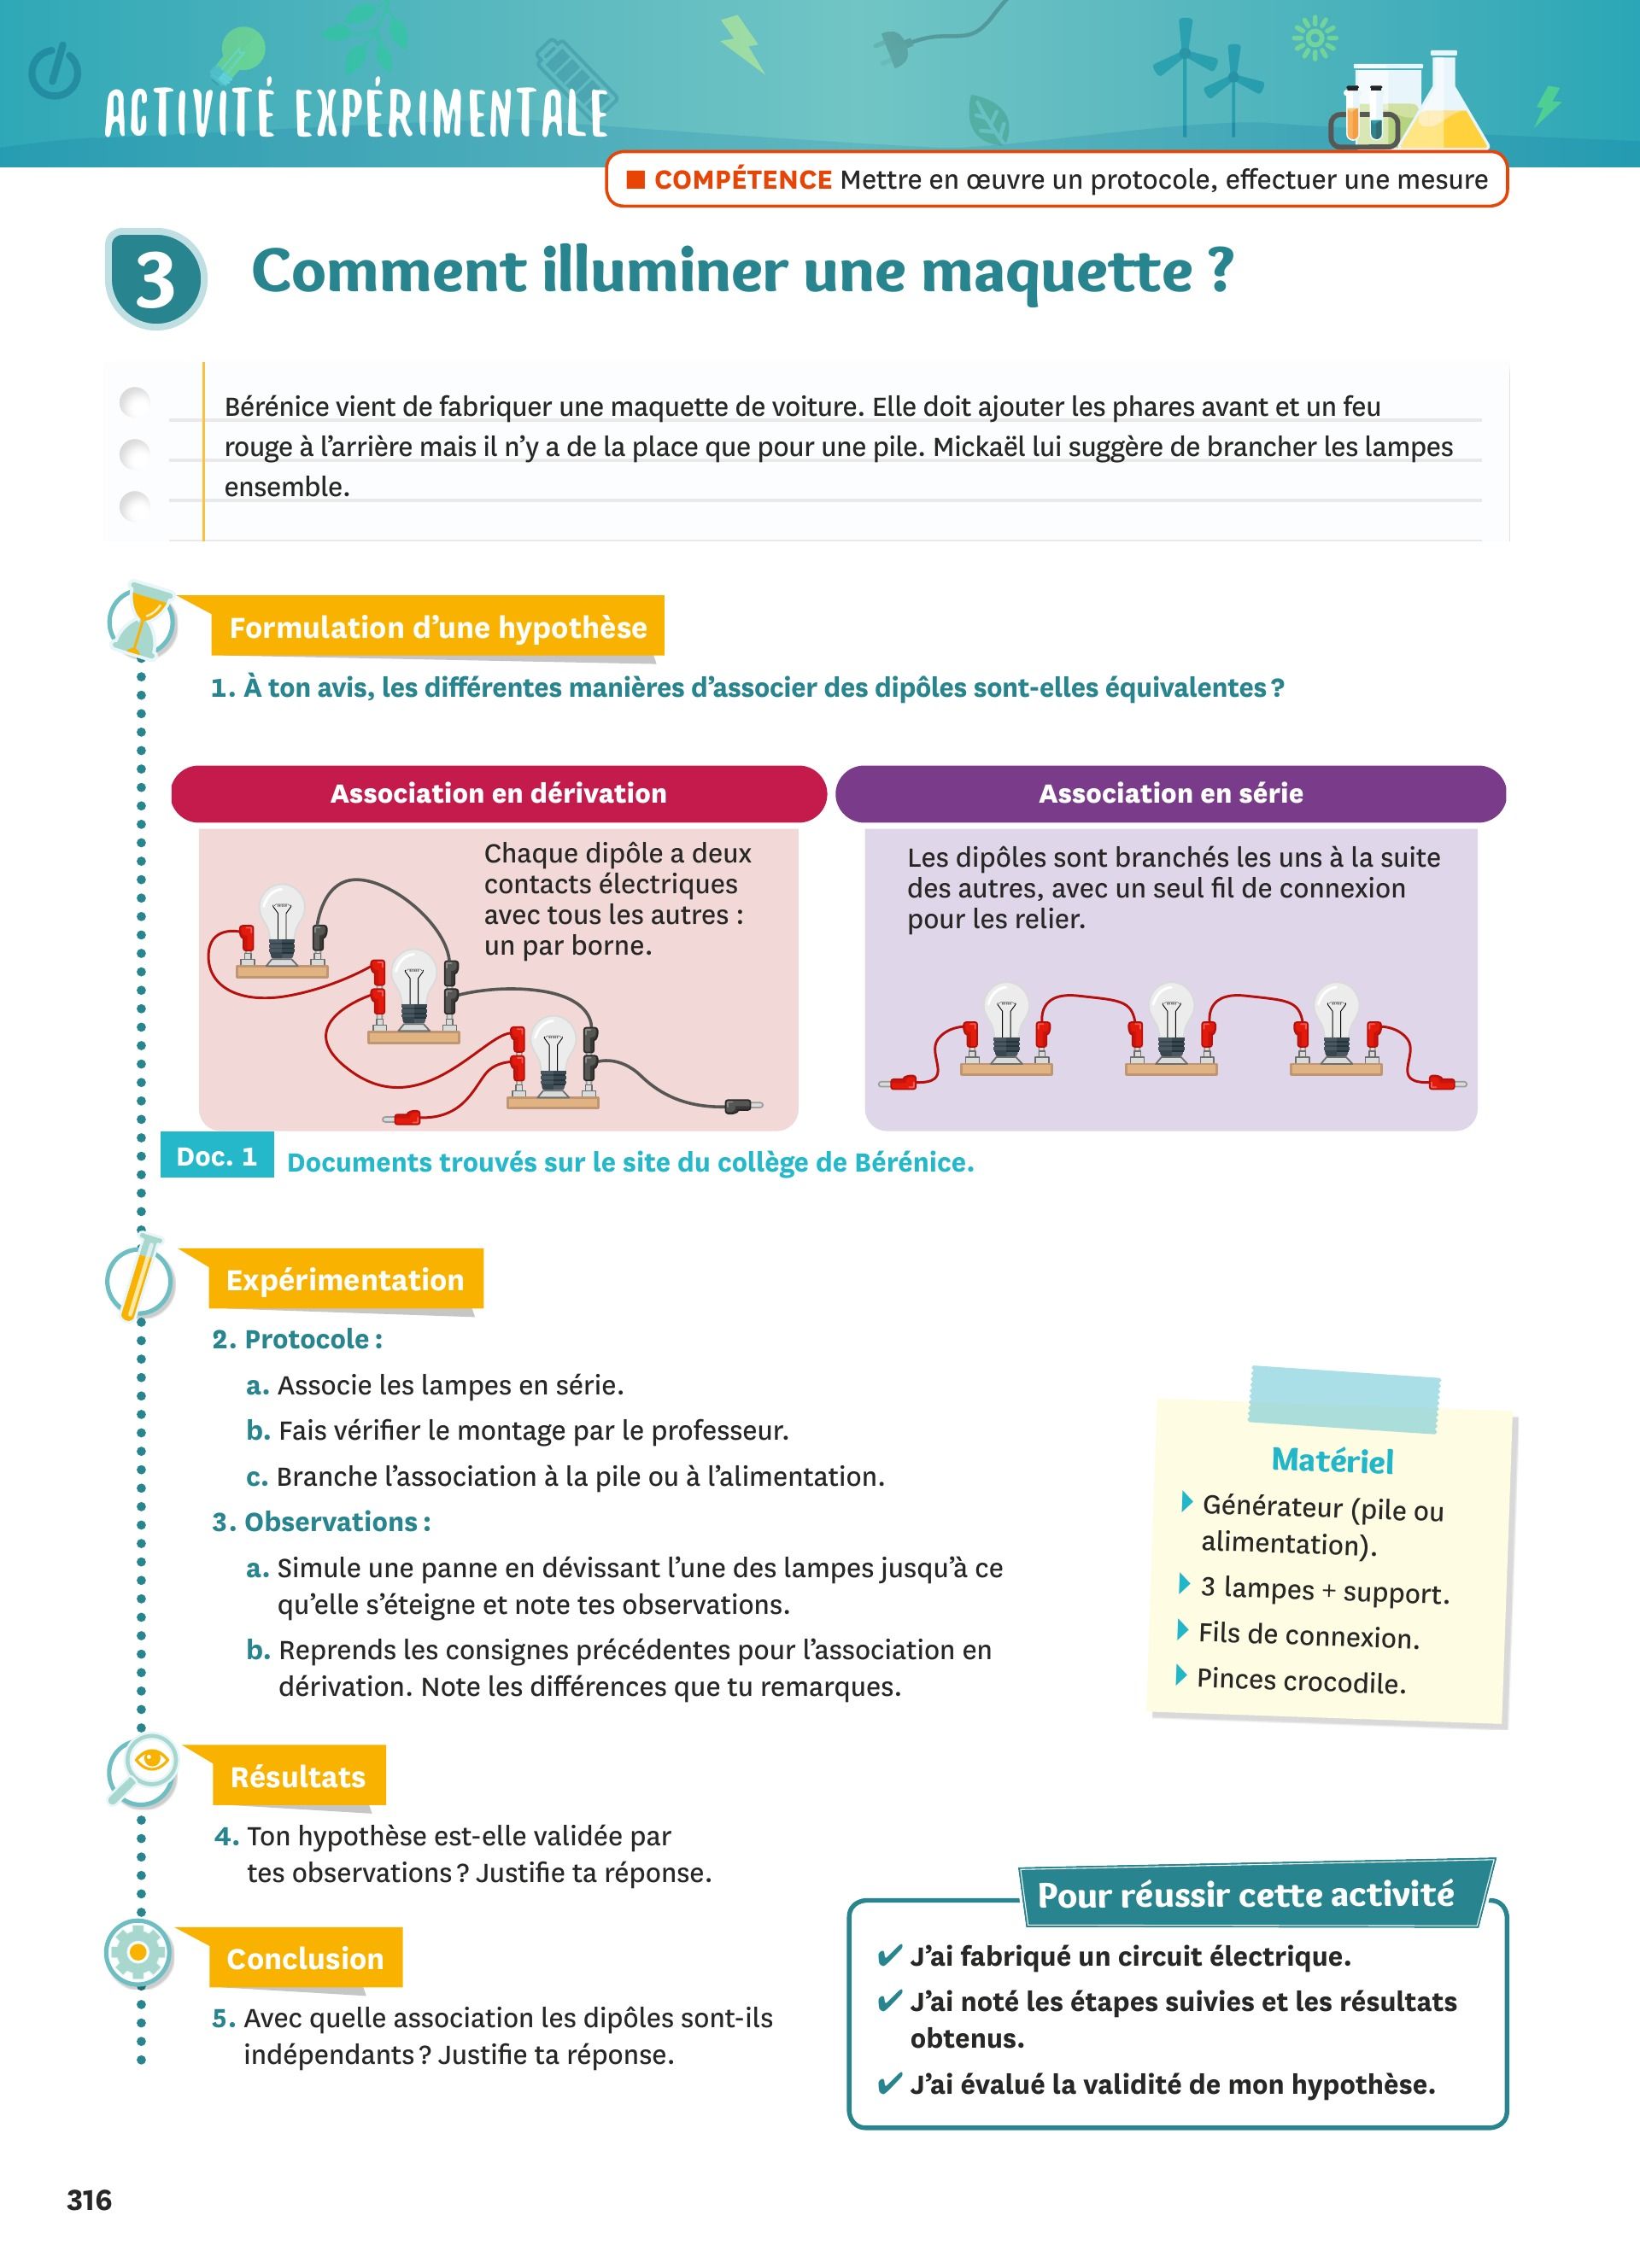 ACTIVITÉ EXPÉRIMENTALE
■ COMPÉTENCE Mettre en œuvre un protocole, effectuer une mesure
3 Comment illuminer une maquette ?
Bérénice vient de fabriquer une maquette de voiture. Elle doit ajouter les phares avant et un feu
rouge à l'arrière mais il n'y a de la place que pour une pile. Mickaël lui suggère de brancher les lampes
ensemble.
Formulation d'une hypothèse
1. À ton avis, les différentes manières d'associer des dipôles sont-elles équivalentes ?
Association en dérivation
Chaque dipôle a deux
contacts électriques
avec tous les autres :
un par borne.
Association en série
Les dipôles sont branchés les uns à la suite
des autres, avec un seul fil de connexion
pour les relier.
Doc. 1 Documents trouvés sur le site du collège de Bérénice.
Expérimentation
2. Protocole :
a. Associe les lampes en série.
b. Fais vérifier le montage par le professeur.
c. Branche l'association à la pile ou à l'alimentation.
3. Observations :
a. Simule une panne en dévissant l'une des lampes jusqu'à ce
qu'elle s'éteigne et note tes observations.
b. Reprends les consignes précédentes pour l'association en
dérivation. Note les différences que tu remarques.
Matériel
Générateur (pile ou
alimentation).
3 lampes + support.
Fils de connexion.
Pinces crocodile.
Résultats
4. Ton hypothèse est-elle validée par
tes observations ? Justifie ta réponse.
Conclusion
5. Avec quelle association les dipôles sont-ils
indépendants ? Justifie ta réponse.
Pour réussir cette activité
✔ J'ai fabriqué un circuit électrique.
✔ J'ai noté les étapes suivies et les résultats
obtenus.
✔ J'ai évalué la validité de mon hypothèse.
316